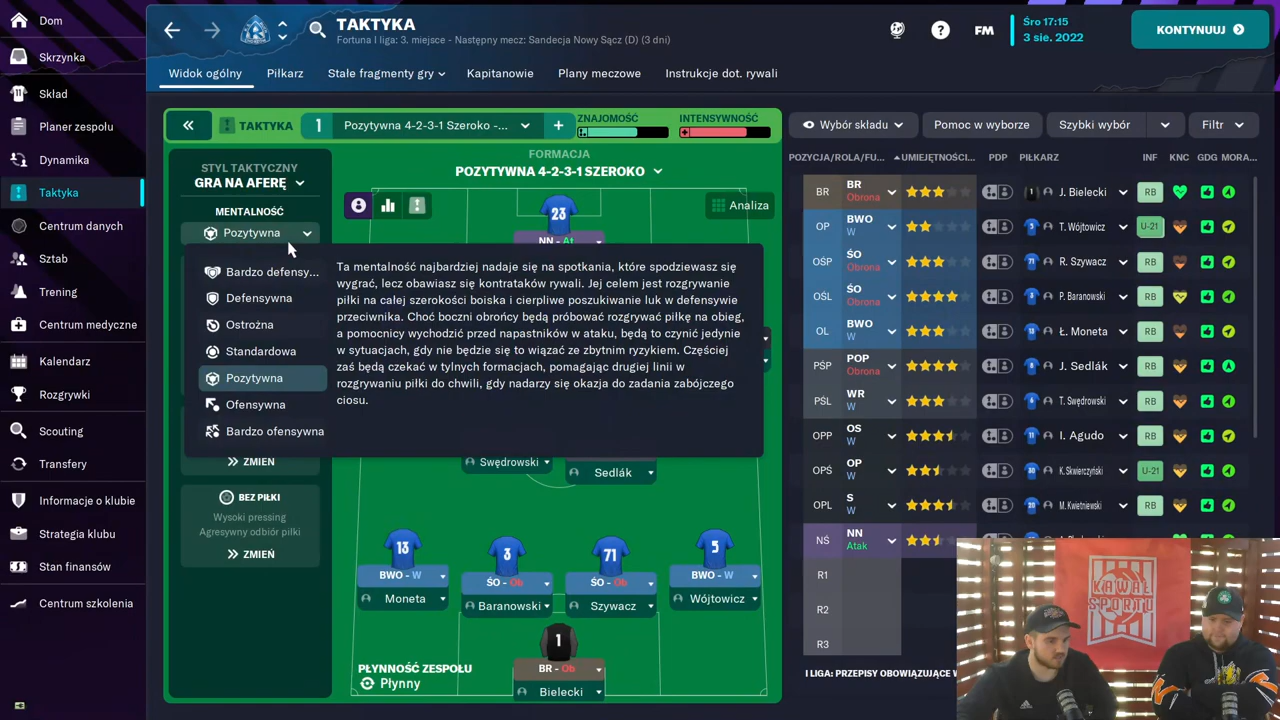 Dom
Skrzynka
Skład
Planer zespołu
Dynamika
Taktyka
Centrum danych
Sztab
Trening
Centrum medyczne
Kalendarz
Rozgrywki
Scouting
Transfery
Informacje o klubie
Strategia klubu
Stan finansów
Centrum szkolenia
TAKTYKA
Fortuna I liga: 3. miejsce - Następny mecz: Sandecja Nowy Sącz (D) (3 dni)
FM
Śro 17:15
3 sie. 2022
KONTYNUUJ
Widok ogólny
Piłkarz
Stałe fragmenty gry
Kapitanowie
Plany meczowe
Instrukcje dot. rywali
TAKTYKA
1
Pozytywna 4-2-3-1 Szeroko -...
ZNAJOMOŚĆ
INTENSYWNOŚĆ
STYL TAKTYCZNY
GRA NA AFERĘ
MENTALNOŚĆ
Pozytywna
FORMACJA
POZYTYWNA 4-2-3-1 SZEROKO
Analiza
23
NN - At
Bardzo defensy...
Defensywna
Ostrożna
Standardowa
Pozytywna
Ofensywna
Bardzo ofensywna
Ta mentalność najbardziej nadaje się na spotkania, które spodziewasz się
wygrać, lecz obawiasz się kontrataków rywali. Jej celem jest rozgrywanie
piłki na całej szerokości boiska i cierpliwe poszukiwanie luk w defensywie
przeciwnika. Choć boczni obrońcy będą próbować rozgrywać piłkę na obieg,
a pomocnicy wychodzić przed napastników w ataku, będą to czynić jedynie
w sytuacjach, gdy nie będzie się to wiązać ze zbytnim ryzykiem. Częściej
zaś będą czekać w tylnych formacjach, pomagając drugiej linii w
rozgrywaniu piłki do chwili, gdy nadarzy się okazja do zadania zabójczego
ciosu.
ZMIEŃ
BEZ PIŁKI
Wysoki pressing
Agresywny odbiór piłki
ZMIEŃ
Swędrowski
Sedlák
13
3
71
5
BWO - W
ŚO - Ob
ŚO - Ob
BWO - W
Moneta
Baranowski
Szywacz
Wójtowicz
1
BR - Ob
Bielecki
PŁYNNOŚĆ ZESPOŁU
Płynny
Wybór składu
Pomoc w wyborze
Szybki wybór
Filtr
POZYCJA/ROLA/FU...
UMIEJĘTNOŚCI...
PDP
PIŁKARZ
INF
KNC
GDG
MORA...
BR
BR
Obrona
J. Bielecki
RB
OP
BWO
W
T. Wójtowicz
U-21
OŚP
ŚO
Obrona
R. Szywacz
RB
OŚL
ŚO
Obrona
P. Baranowski
RB
OL
BWO
W
Ł. Moneta
RB
PŚP
POP
Obrona
J. Sedlák
RB
PŚL
WR
W
T. Swędrowski
RB
OPP
OS
W
I. Agudo
RB
OPŚ
OP
W
K. Skwierczyński
U-21
OPL
S
W
M. Kwietniewski
RB
NŚ
NN
Atak
R1
R2
R3
I LIGA: PRZEPISY OBOWIĄZUJĄCE W
KAWAŁ
SPORTU